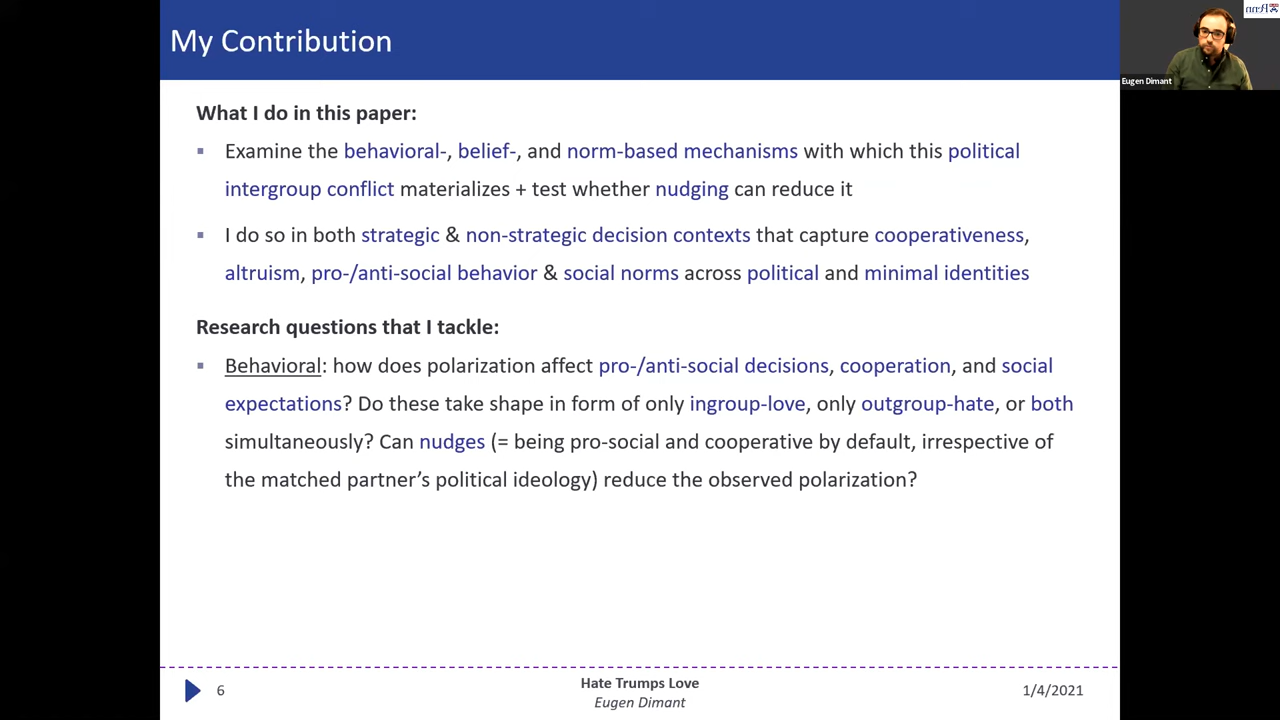 My Contribution
Eugen Dimant
What I do in this paper:
▪ Examine the behavioral-, belief-, and norm-based mechanisms with which this political
intergroup conflict materializes + test whether nudging can reduce it
▪ I do so in both strategic & non-strategic decision contexts that capture cooperativeness,
altruism, pro-/anti-social behavior & social norms across political and minimal identities
Research questions that I tackle:
▪ Behavioral: how does polarization affect pro-/anti-social decisions, cooperation, and social
expectations? Do these take shape in form of only ingroup-love, only outgroup-hate, or both
simultaneously? Can nudges (= being pro-social and cooperative by default, irrespective of
the matched partner’s political ideology) reduce the observed polarization?
6
Hate Trumps Love
Eugen Dimant
1/4/2021